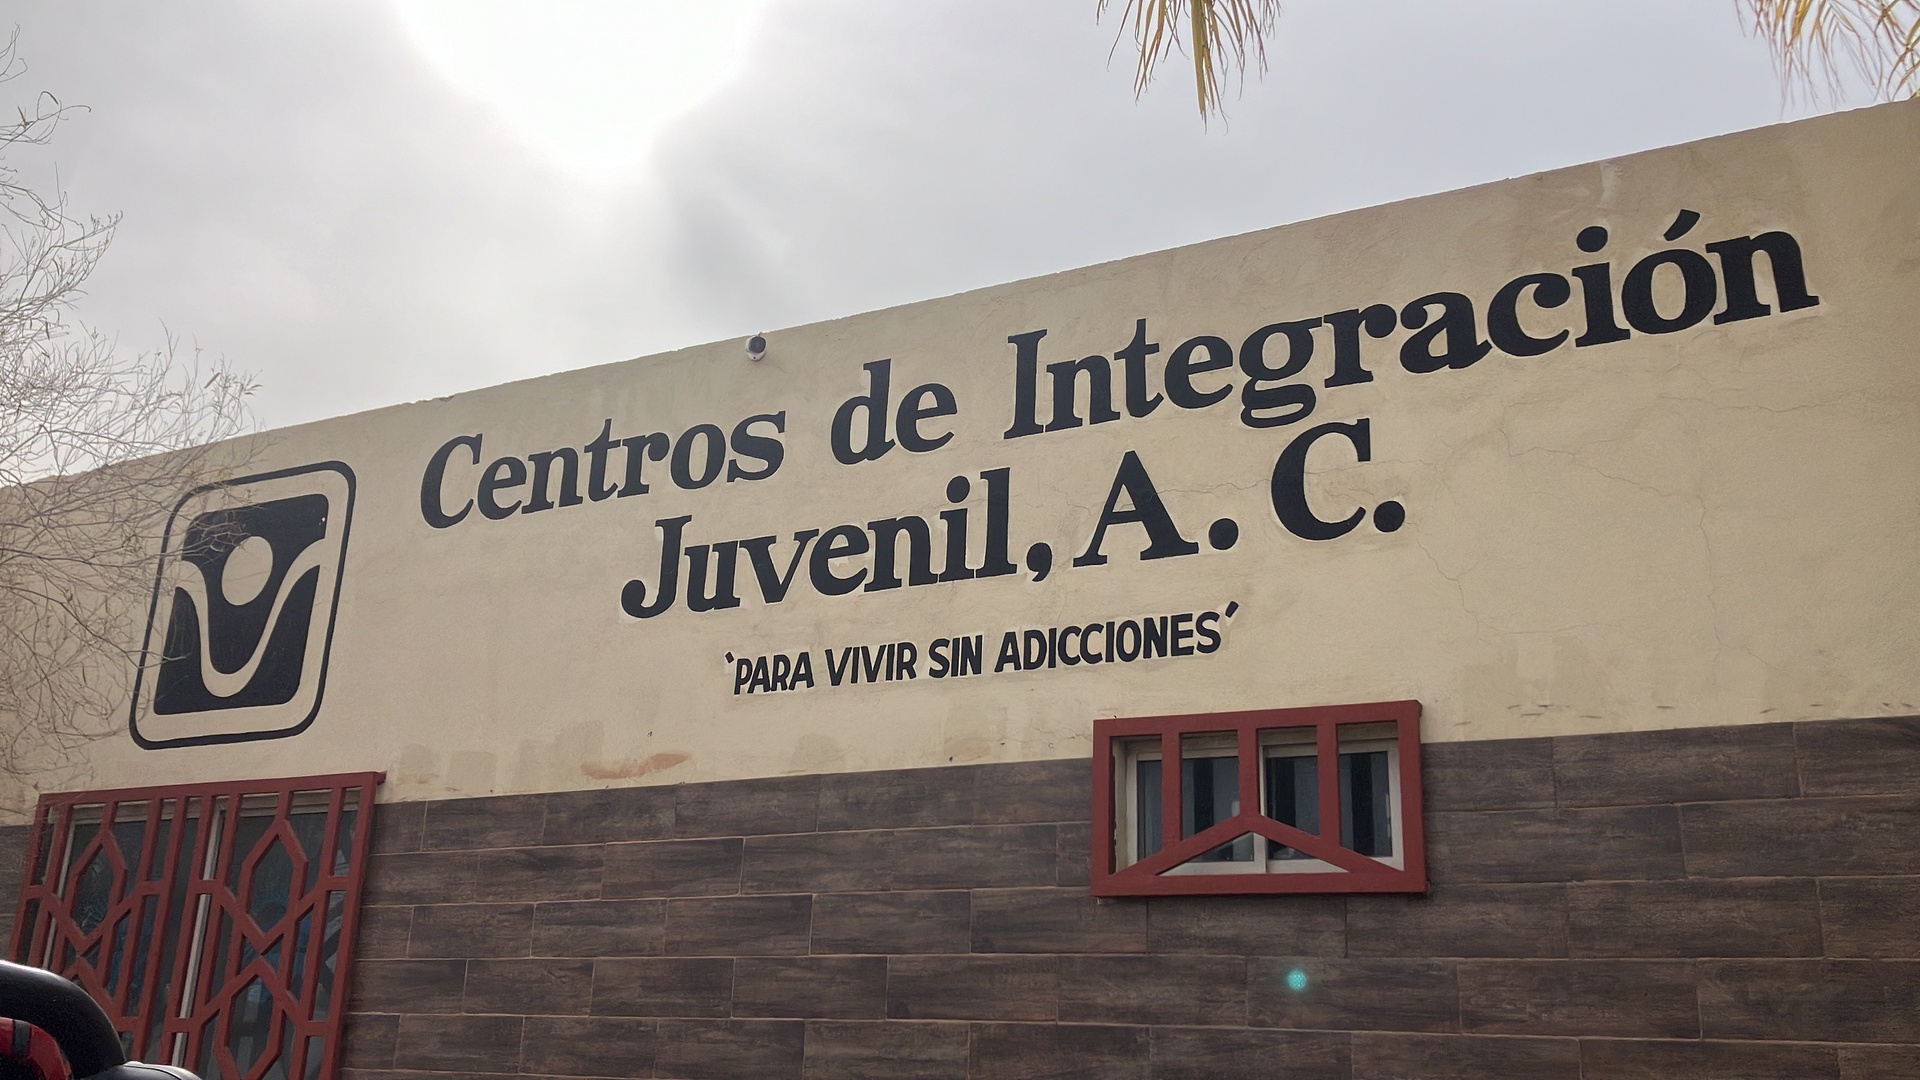 Centros de Integración
Juvenil, A. C.
'PARA VIVIR SIN ADICCIONES'